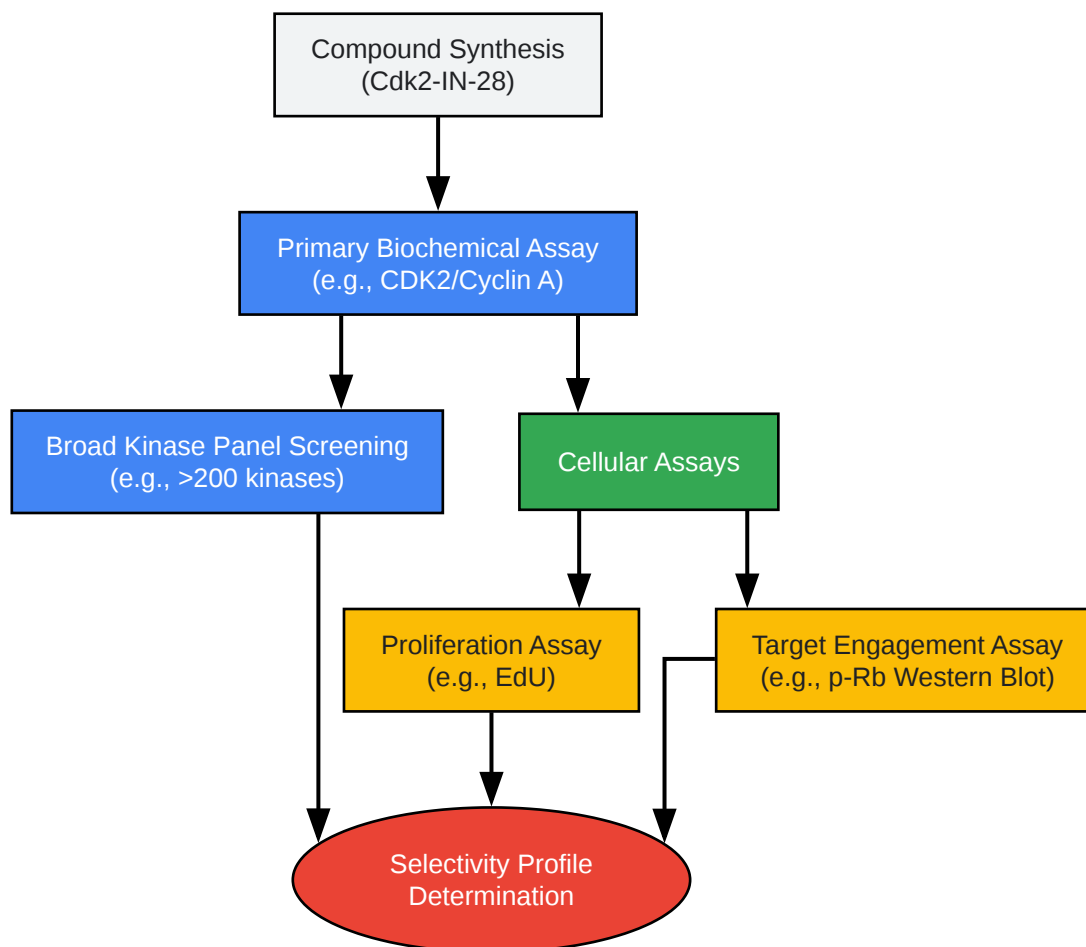 Compound Synthesis
(Cdk2-IN-28)
Primary Biochemical Assay
(e.g., CDK2/Cyclin A)
Broad Kinase Panel Screening
(e.g., >200 kinases)
Cellular Assays
Proliferation Assay
(e.g., EdU)
Target Engagement Assay
(e.g., p-Rb Western Blot)
Selectivity Profile
Determination